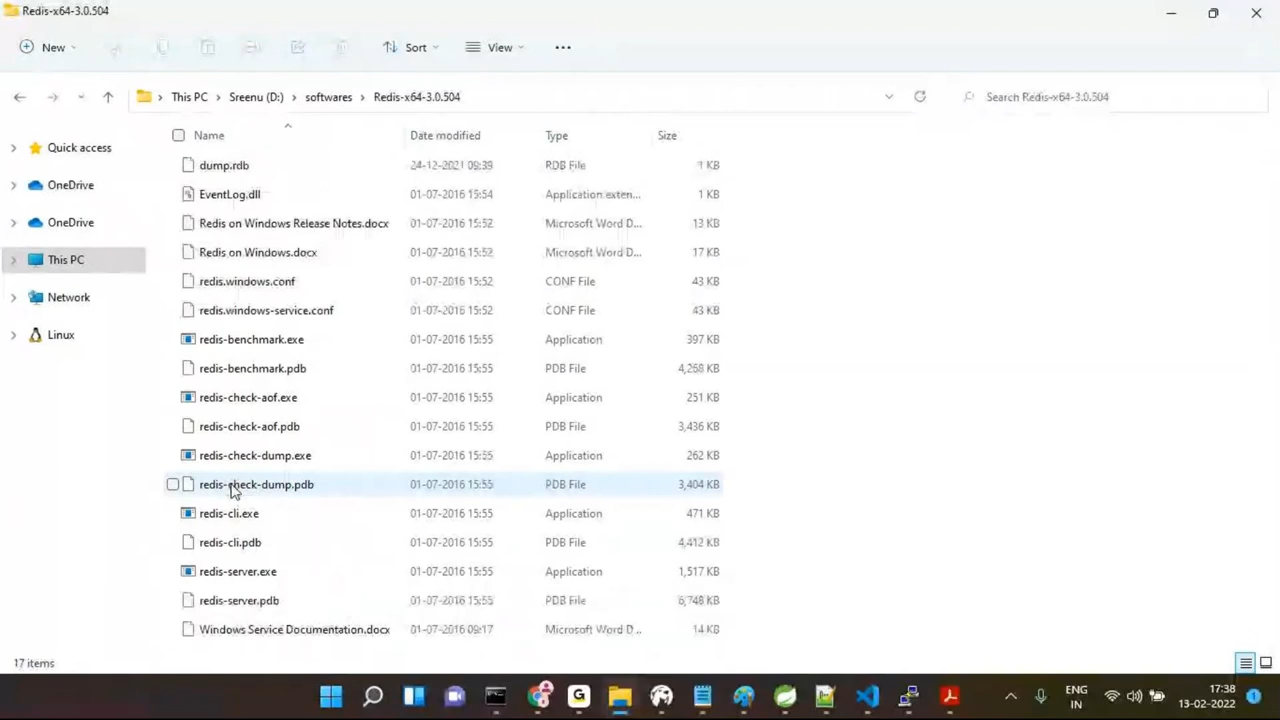 Redis-x64-3.0.504
New Sort View
This PC Sreenu (D:) softwares Redis-x64-3.0.504 Search Redis-x64-3.0.504
Name Date modified Type Size
Quick access
OneDrive
OneDrive
This PC
Network
Linux
dump.rdb 24-12-2021 09:39 RDB File 1 KB
EventLog.dll 01-07-2016 15:54 Application exten... 1 KB
Redis on Windows Release Notes.docx 01-07-2016 15:52 Microsoft Word D... 13 KB
Redis on Windows.docx 01-07-2016 15:52 Microsoft Word D... 17 KB
redis.windows.conf 01-07-2016 15:52 CONF File 43 KB
redis.windows-service.conf 01-07-2016 15:52 CONF File 43 KB
redis-benchmark.exe 01-07-2016 15:55 Application 397 KB
redis-benchmark.pdb 01-07-2016 15:55 PDB File 4,268 KB
redis-check-aof.exe 01-07-2016 15:55 Application 251 KB
redis-check-aof.pdb 01-07-2016 15:55 PDB File 3,436 KB
redis-check-dump.exe 01-07-2016 15:55 Application 262 KB
redis-check-dump.pdb 01-07-2016 15:55 PDB File 3,404 KB
redis-cli.exe 01-07-2016 15:55 Application 471 KB
redis-cli.pdb 01-07-2016 15:55 PDB File 4,412 KB
redis-server.exe 01-07-2016 15:55 Application 1,517 KB
redis-server.pdb 01-07-2016 15:55 PDB File 6,748 KB
Windows Service Documentation.docx 01-07-2016 09:17 Microsoft Word D... 14 KB
17 items
ENG
IN
17:38
13-02-2022